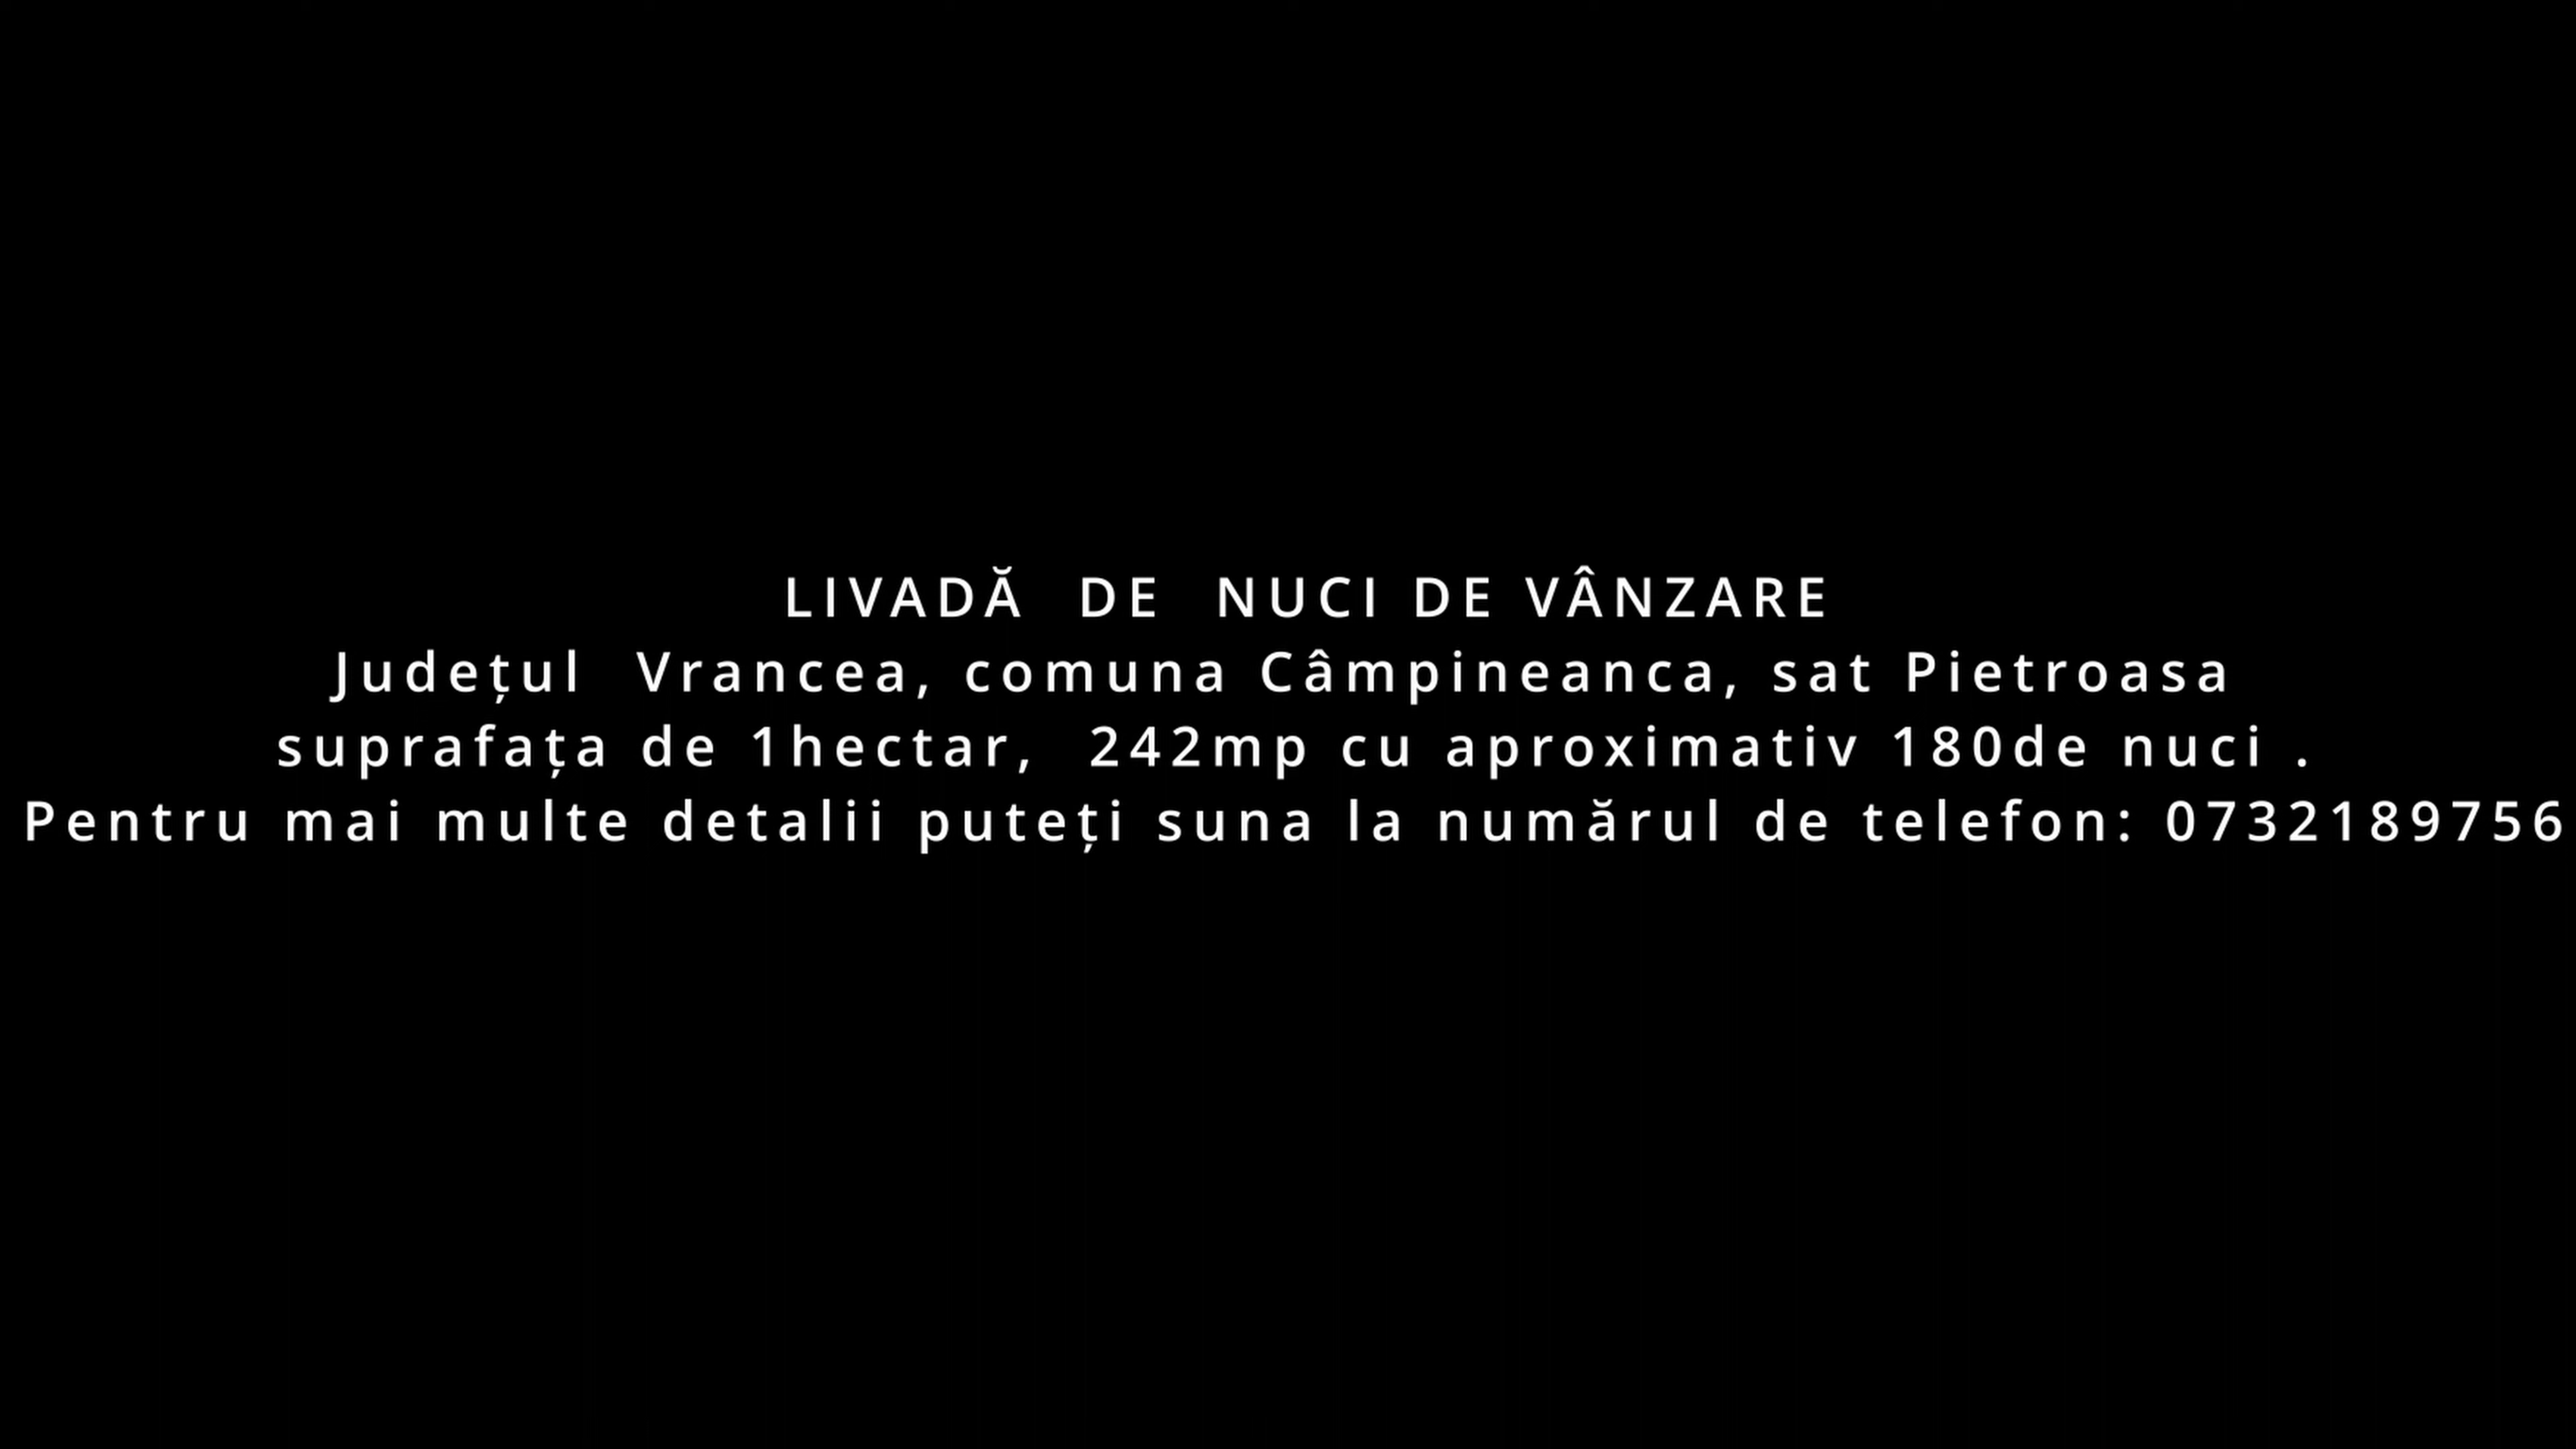 LIVADĂ DE NUCI DE VÂNZARE
Județul Vrancea, comuna Câmpineanca, sat Pietroasa
suprafața de 1hectar, 242mp cu aproximativ 180de nuci .
Pentru mai multe detalii puteți suna la numărul de telefon: 0732189756